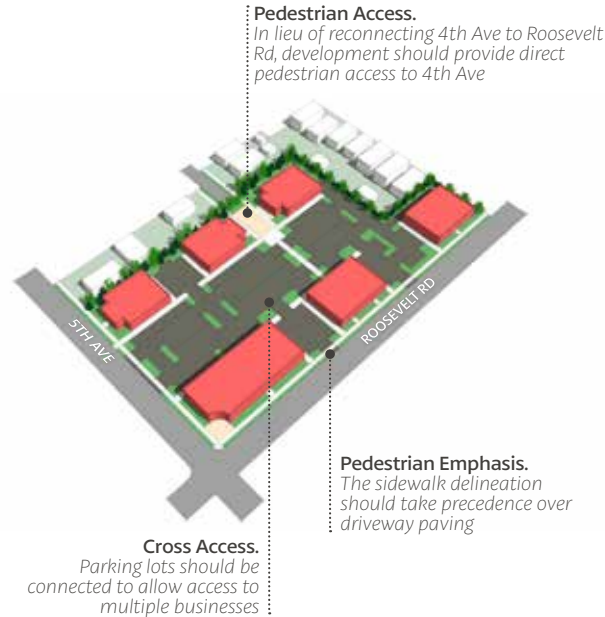 Pedestrian Access.
In lieu of reconnecting 4th Ave to Roosevelt
Rd, development should provide direct
pedestrian access to 4th Ave
5TH AVE
ROOSEVELT RD
Pedestrian Emphasis.
The sidewalk delineation
should take precedence over
driveway paving
Cross Access.
Parking lots should be
connected to allow access to
multiple businesses